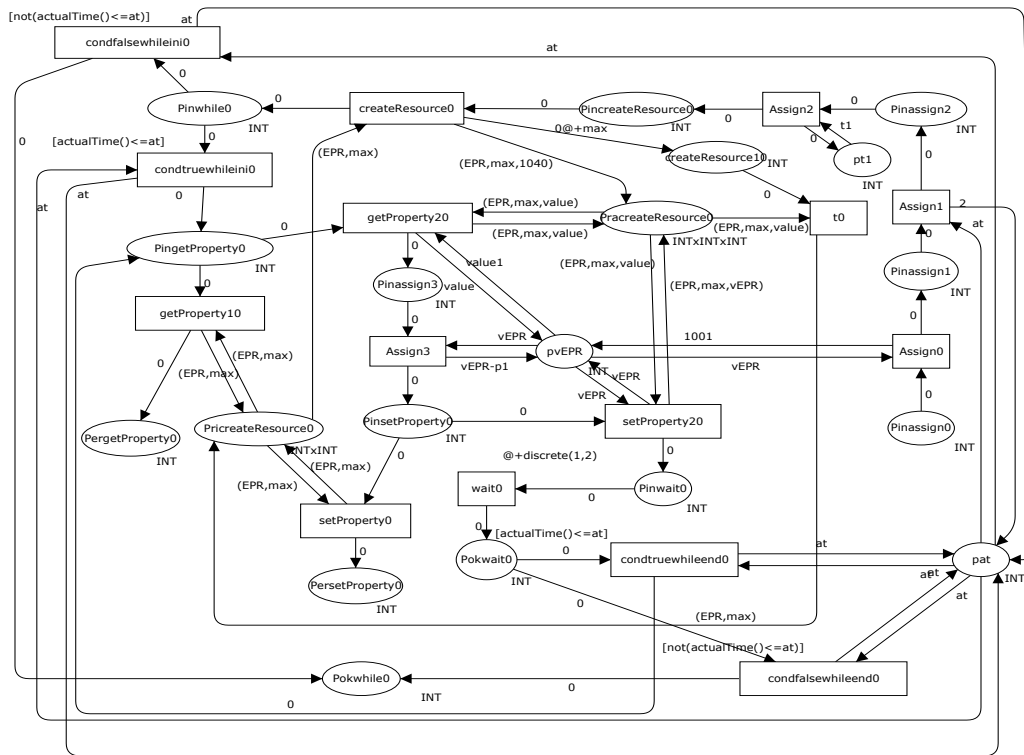 [not(actualTime()<=at)]
at
condfalsewhileini0
at
0
Pinwhile0
INT
0
createResource0
0
PincreateResource0
INT
0
Assign2
0
Pinassign2
INT
t1
0
pt1
INT
0@+max
createResource10
INT
0
[actualTime()<=at]
0
condtruewhileini0
at
0
at
0
(EPR,max)
(EPR,max,1040)
0
Assign1
2
at
0
getProperty20
(EPR,max,value)
(EPR,max,value)
PracreateResource0
INTxINTxINT
(EPR,max,value)
t0
PingetProperty0
INT
0
0
0
value1
value
(EPR,max,value)
(EPR,max,vEPR)
Pinassign1
INT
0
Pinassign3
INT
0
getProperty10
0
(EPR,max)
(EPR,max)
Assign3
vEPR
vEPR-p1
pvEPR
INT
1001
vEPR
Assign0
0
0
vEPR
vEPR
PergetProperty0
INT
PricreateResource0
INTxINT
PinsetProperty0
INT
0
setProperty20
Pinassign0
INT
0
(EPR,max)
(EPR,max)
@+discrete(1,2)
0
wait0
0
Pinwait0
INT
setProperty0
0
0
[actualTime()<=at]
Pokwait0
INT
0
condtruewhileend0
at
at
pat
INT
PersetProperty0
INT
0
at
at
(EPR,max)
[not(actualTime()<=at)]
Pokwhile0
INT
0
condfalsewhileend0
0